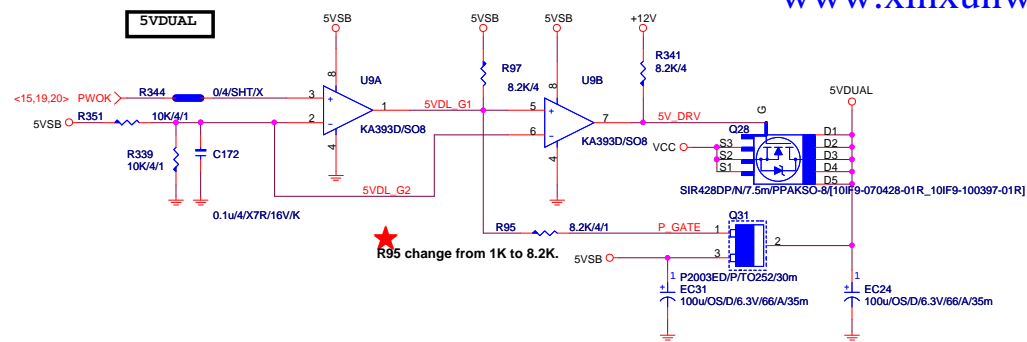 www.xinxunw
5VDUAL
5VSB
5VSB
5VSB
+12V
R341
8.2K/4
R97
8.2K/4
U9A
U9B
8
8
5VDUAL
<15,19,20> PWOK
R344
0/4/SHT/X
3
+
2
-
1
5VDL_G1
5
+
6
-
7
5V_DRV
G
5VSB
R351
10K/4/1
KA393D/SO8
KA393D/SO8
4
4
Q28
VCC
S3
S2
S1
D1
D2
D3
D4
D5
R339
10K/4/1
C172
5VDL_G2
SIR428DP/N/7.5m/PPAKSO-8/[10IF9-070428-01R_10IF9-100397-01R]
0.1u/4/X7R/16V/K
R95
8.2K/4/1
P_GATE
Q31
1
2
3
R95 change from 1K to 8.2K.
5VSB
P2003ED/P/TO252/30m
1
+
EC31
100u/OS/D/6.3V/66/A/35m
1
+
EC24
100u/OS/D/6.3V/66/A/35m